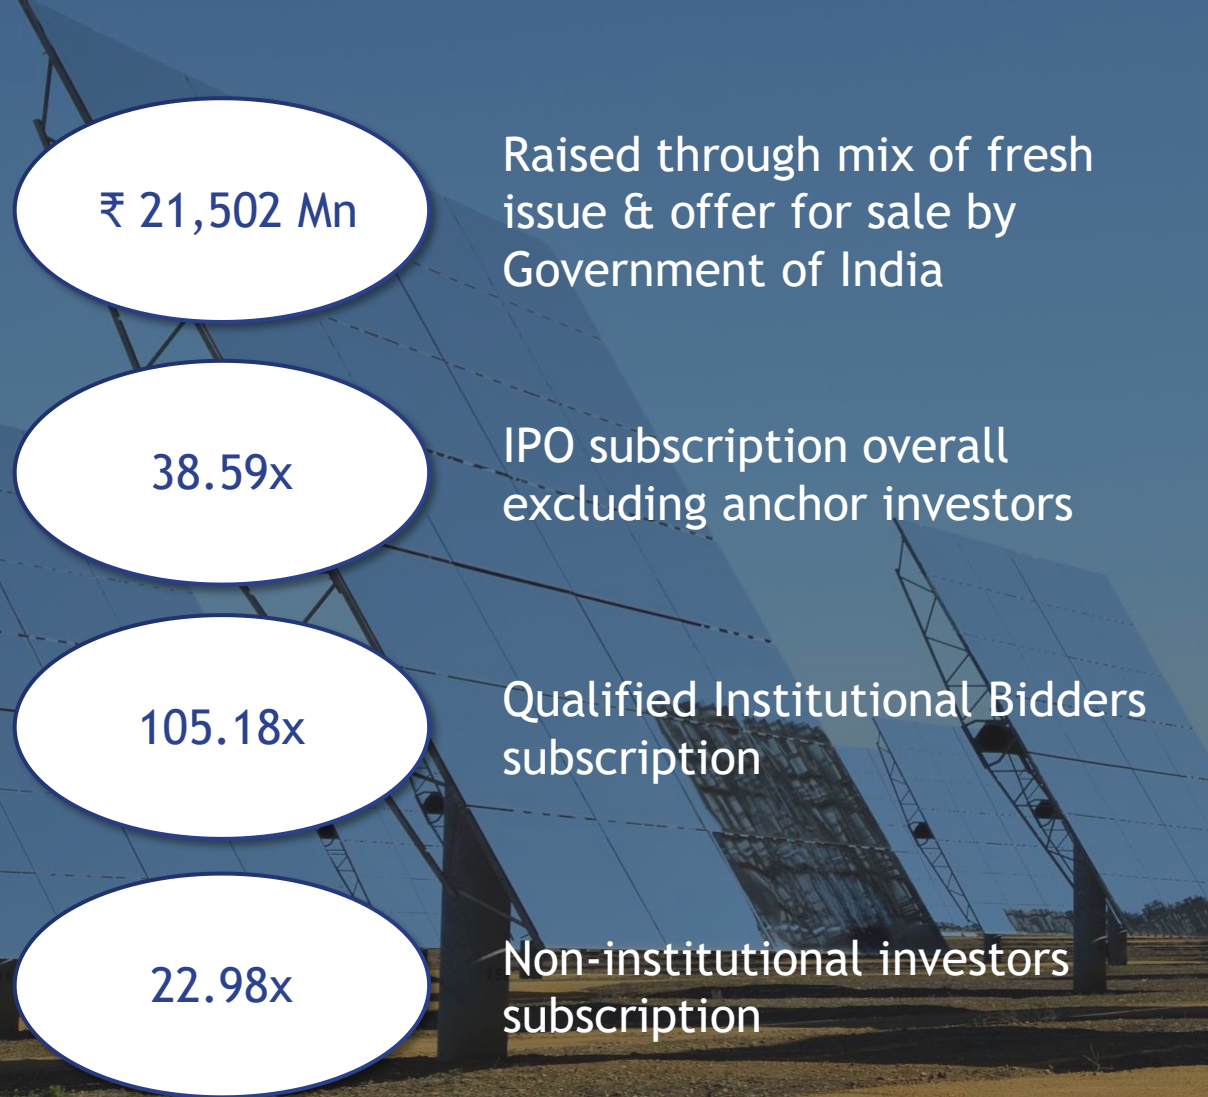 ₹ 21,502 Mn
Raised through mix of fresh
issue & offer for sale by
Government of India
38.59x
IPO subscription overall
excluding anchor investors
105.18x
Qualified Institutional Bidders
subscription
22.98x
Non-institutional investors
subscription